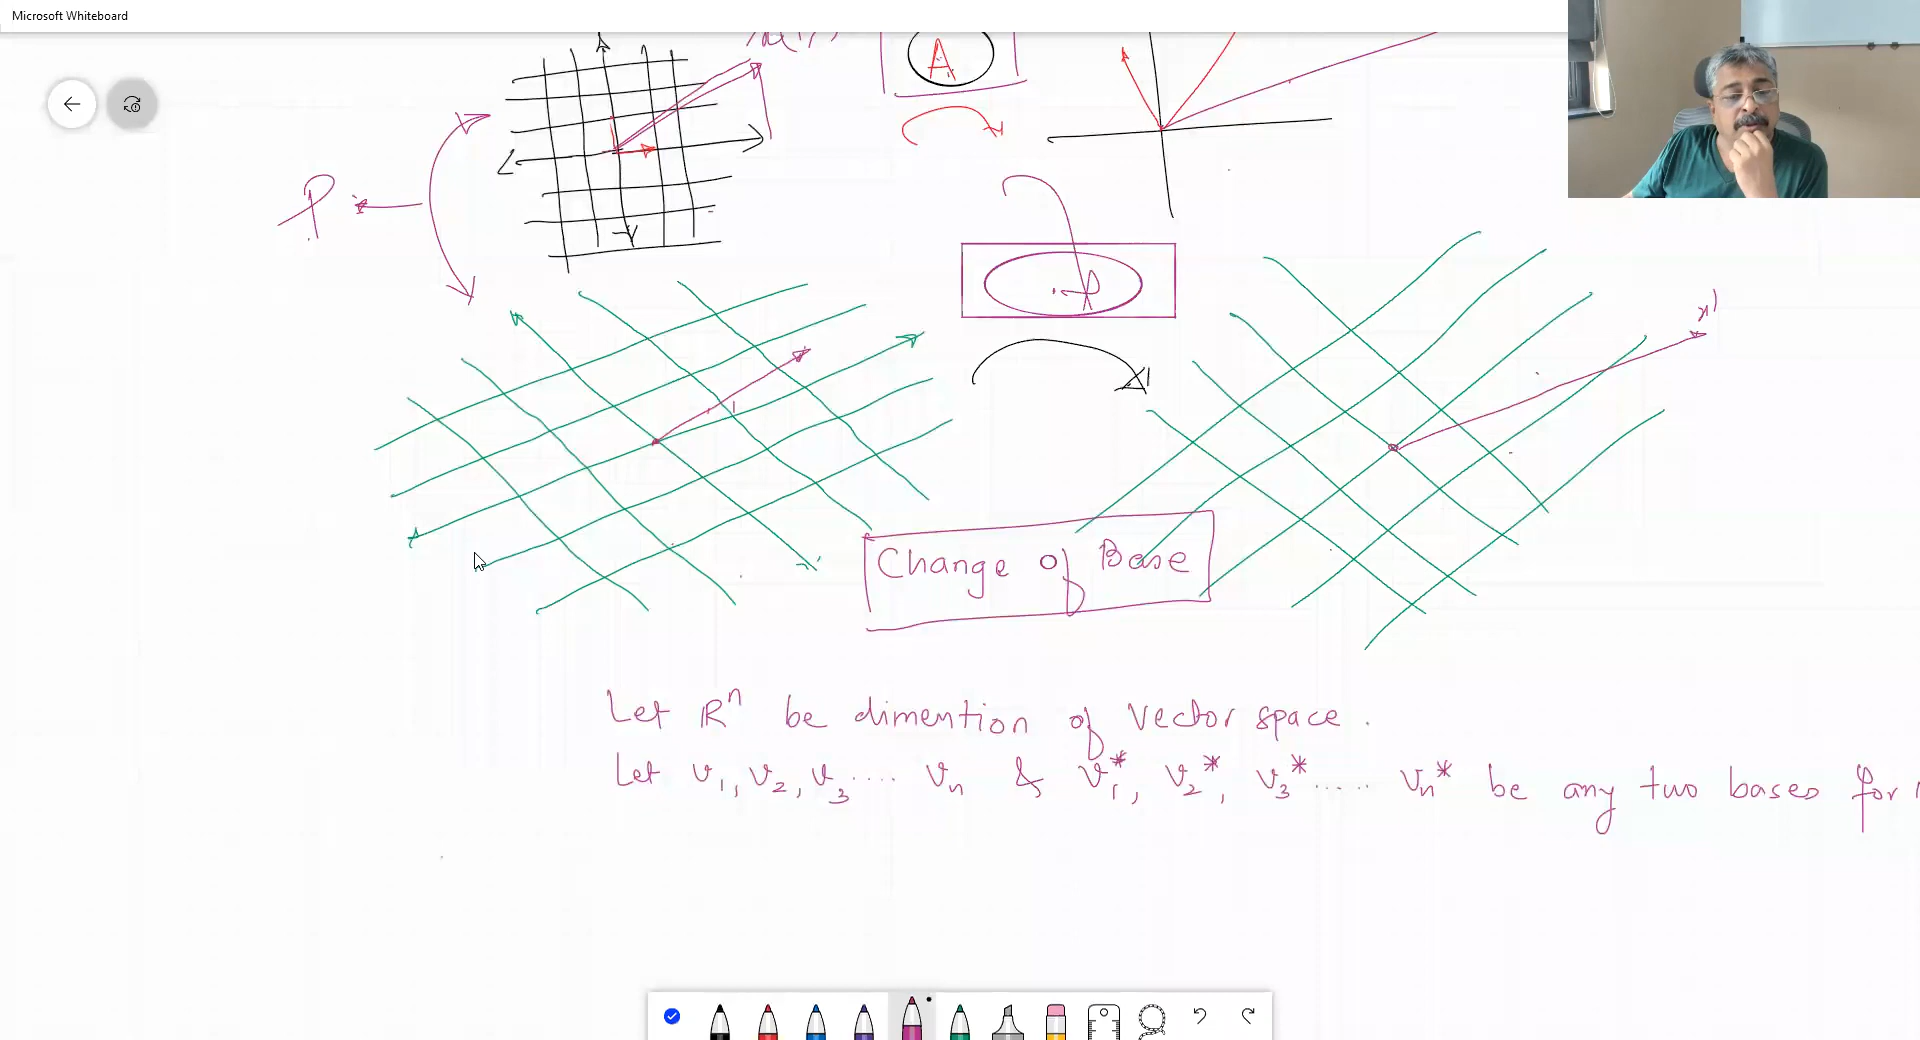 Microsoft Whiteboard
A
P
P
x'
Change of Base
Let Rⁿ be dimention of vector space.
Let v₁, v₂, v₃ ..... vₙ & v₁*, v₂*, v₃* ...... vₙ* be any two bases for